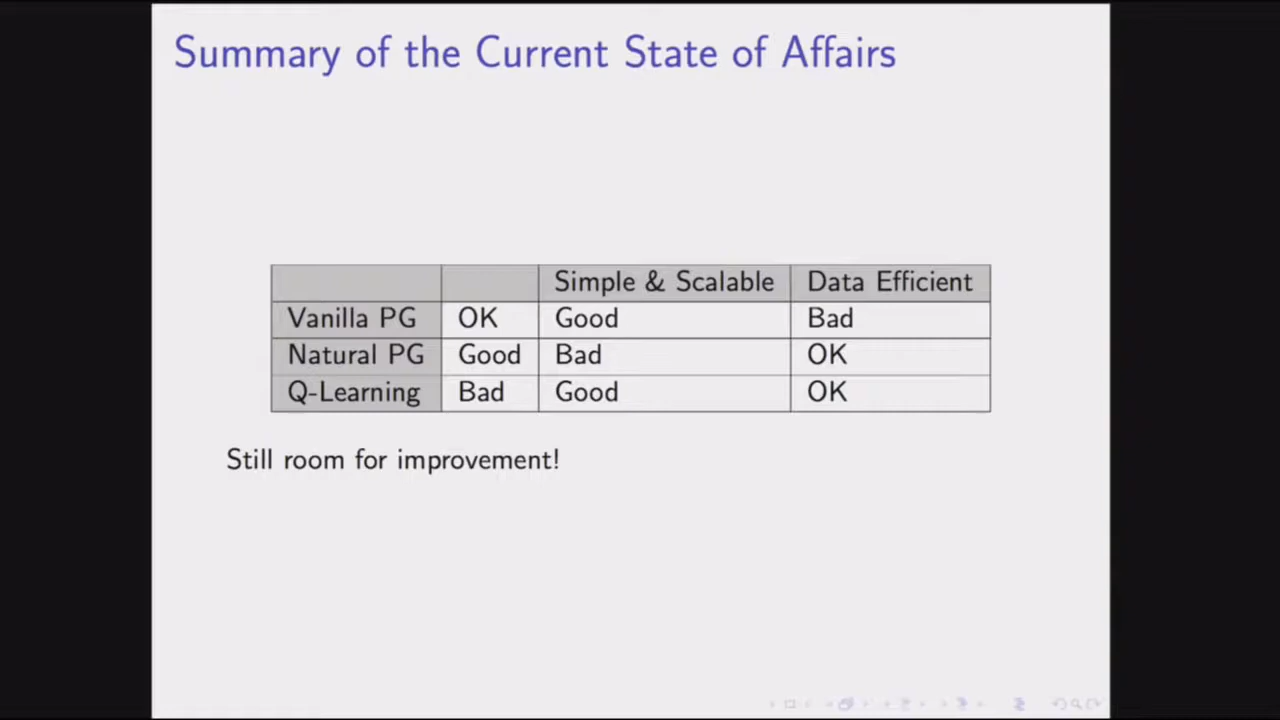 Summary of the Current State of Affairs
Simple & Scalable Data Efficient
Vanilla PG OK Good Bad
Natural PG Good Bad OK
Q-Learning Bad Good OK
Still room for improvement!